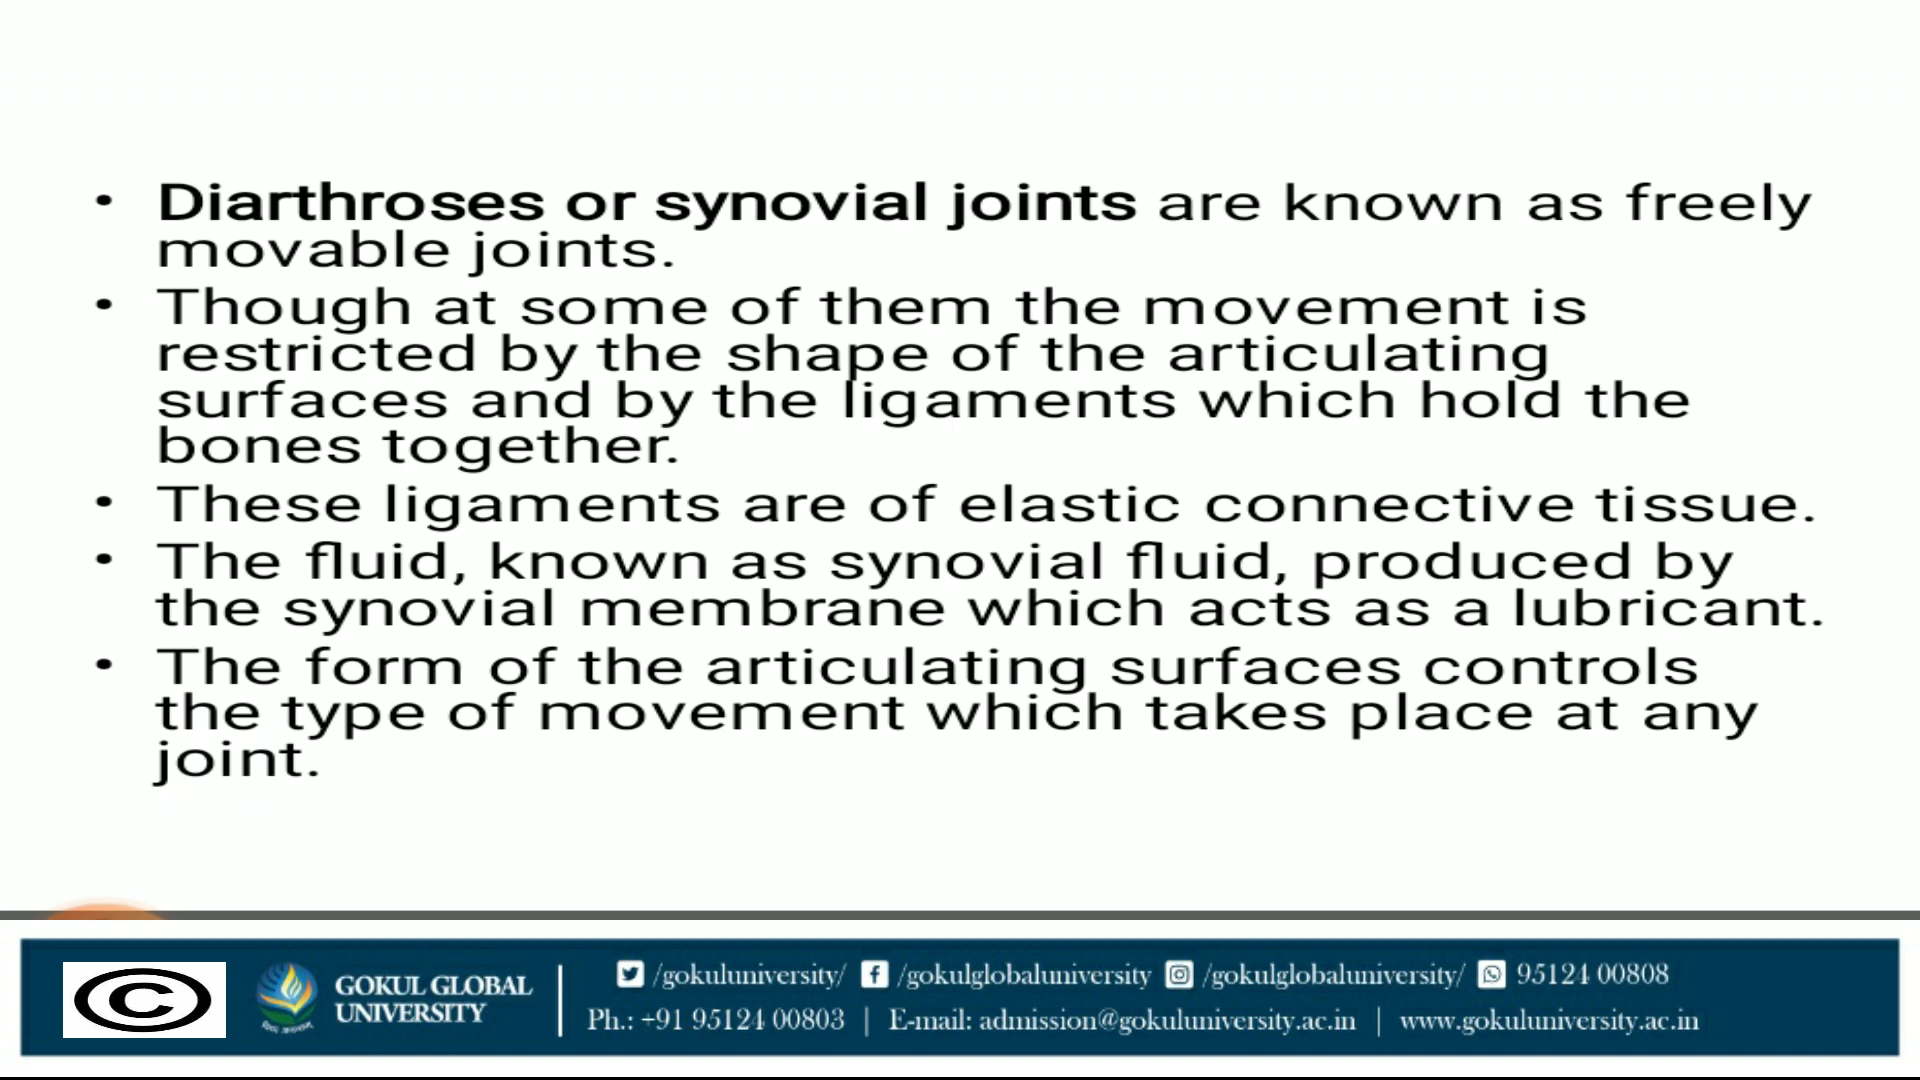 • Diarthroses or synovial joints are known as freely
movable joints.
• Though at some of them the movement is
restricted by the shape of the articulating
surfaces and by the ligaments which hold the
bones together.
• These ligaments are of elastic connective tissue.
• The fluid, known as synovial fluid, produced by
the synovial membrane which acts as a lubricant.
• The form of the articulating surfaces controls
the type of movement which takes place at any
joint.
©
GOKUL GLOBAL
UNIVERSITY
/gokuluniversity/ /gokulglobaluniversity /gokulglobaluniversity/ 95124 00808
Ph.: +91 95124 00803 | E-mail: admission@gokuluniversity.ac.in | www.gokuluniversity.ac.in